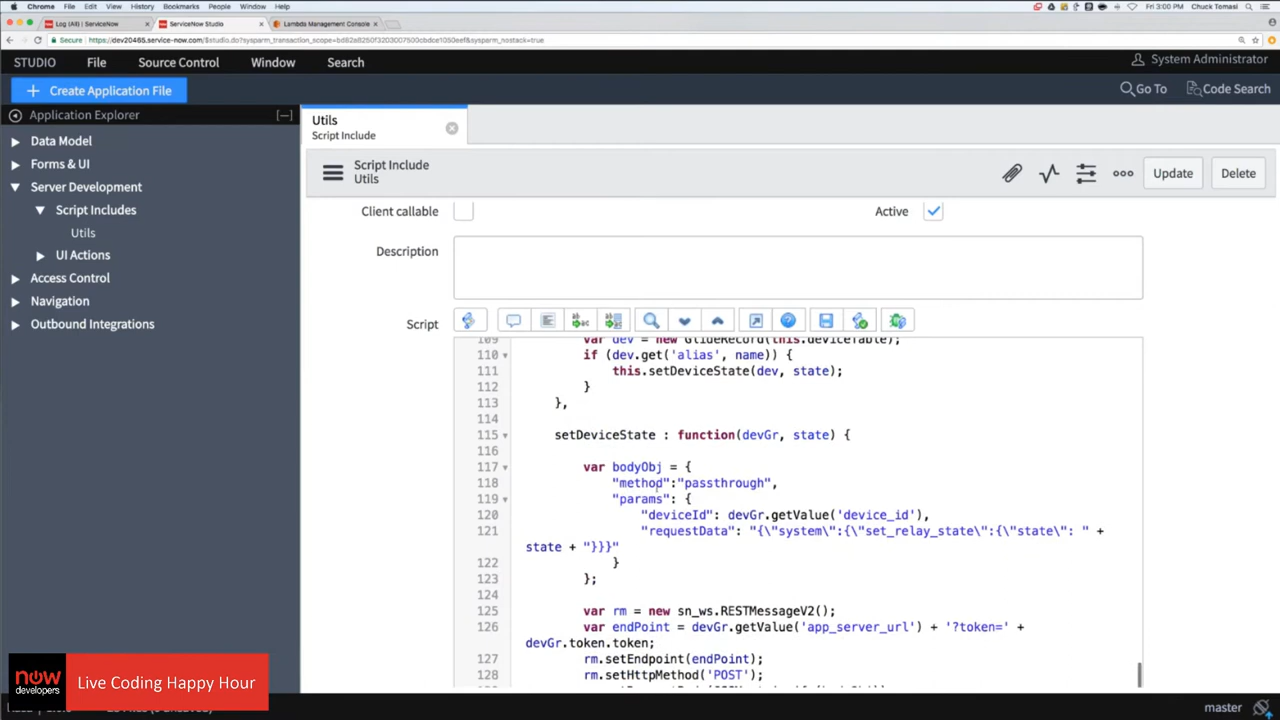 Chrome File Edit View History Bookmarks People Window Help
Fri 3:00 PM Chuck Tomasi
Log (All) | ServiceNow
ServiceNow Studio
Lambda Management Console
Secure
STUDIO File Source Control Window Search
System Administrator
+ Create Application File
Go To
Code Search
Application Explorer
[—]
Data Model
Forms & UI
Server Development
Script Includes
Utils
UI Actions
Access Control
Navigation
Outbound Integrations
Utils
Script Include
Script Include
Utils
Update
Delete
Client callable
Active
Description
Script
109 var dev = new GlideRecord(this.deviceTable);
110 if (dev.get('alias', name)) {
111 this.setDeviceState(dev, state);
112 }
113 },
114
115 setDeviceState : function(devGr, state) {
116
117 var bodyObj = {
118 "method":"passthrough",
119 "params": {
120 "deviceId": devGr.getValue('device_id'),
121 "requestData": "{\"system\":{\"set_relay_state\":{\"state\": " +
state + "}}}"
122 }
123 };
124
125 var rm = new sn_ws.RESTMessageV2();
126 var endPoint = devGr.getValue('app_server_url') + '?token=' +
devGr.token.token;
127 rm.setEndpoint(endPoint);
128 rm.setHttpMethod('POST');
now
developers
Live Coding Happy Hour
master